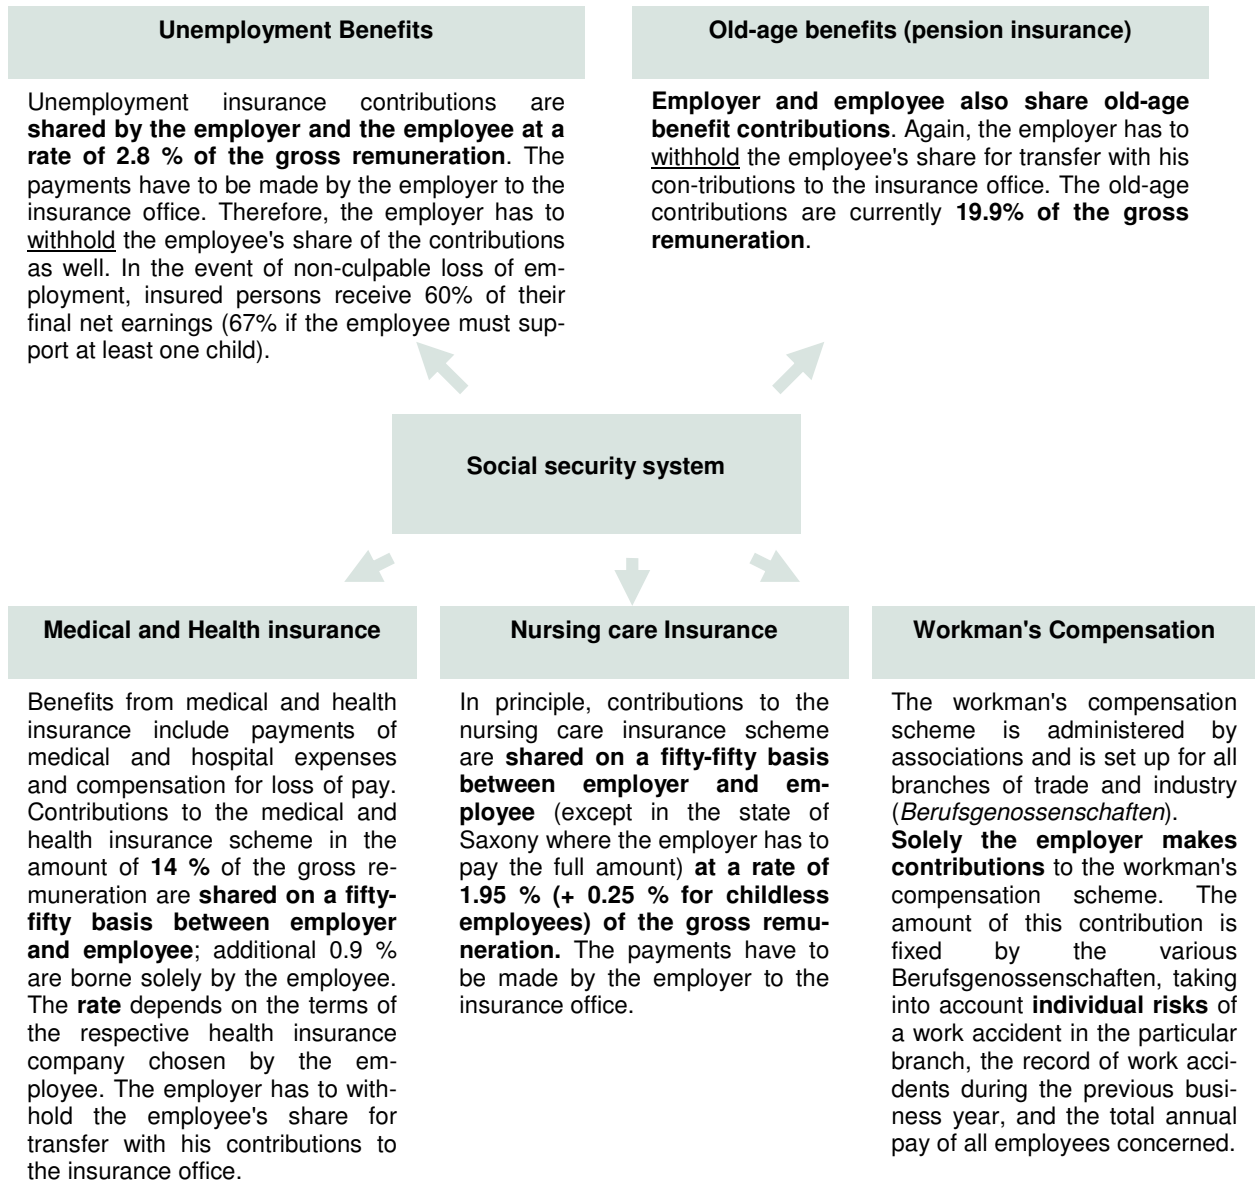 Unemployment Benefits
Unemployment insurance contributions are
shared by the employer and the employee at a
rate of 2.8 % of the gross remuneration. The
payments have to be made by the employer to the
insurance office. Therefore, the employer has to
withhold the employee's share of the contributions
as well. In the event of non-culpable loss of em-
ployment, insured persons receive 60% of their
final net earnings (67% if the employee must sup-
port at least one child).
Old-age benefits (pension insurance)
Employer and employee also share old-age
benefit contributions. Again, the employer has to
withhold the employee's share for transfer with his
con-tributions to the insurance office. The old-age
contributions are currently 19.9% of the gross
remuneration.
Social security system
Medical and Health insurance
Benefits from medical and health
insurance include payments of
medical and hospital expenses
and compensation for loss of pay.
Contributions to the medical and
health insurance scheme in the
amount of 14 % of the gross re-
muneration are shared on a fifty-
fifty basis between employer
and employee; additional 0.9 %
are borne solely by the employee.
The rate depends on the terms of
the respective health insurance
company chosen by the em-
ployee. The employer has to with-
hold the employee's share for
transfer with his contributions to
the insurance office.
Nursing care Insurance
In principle, contributions to the
nursing care insurance scheme
are shared on a fifty-fifty basis
between employer and em-
ployee (except in the state of
Saxony where the employer has to
pay the full amount) at a rate of
1.95 % (+ 0.25 % for childless
employees) of the gross remu-
neration. The payments have to
be made by the employer to the
insurance office.
Workman's Compensation
The workman's compensation
scheme is administered by
associations and is set up for all
branches of trade and industry
(Berufsgenossenschaften).
Solely the employer makes
contributions to the workman's
compensation scheme. The
amount of this contribution is
fixed by the various
Berufsgenossenschaften, taking
into account individual risks of
a work accident in the particular
branch, the record of work acci-
dents during the previous busi-
ness year, and the total annual
pay of all employees concerned.